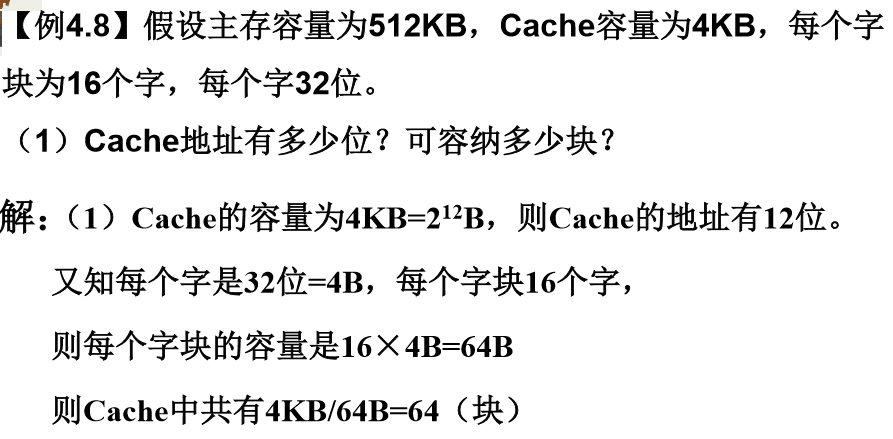 【例4.8】假设主存容量为512KB，Cache容量为4KB，每个字
块为16个字，每个字32位。
（1）Cache地址有多少位？可容纳多少块？
解：（1）Cache的容量为4KB=2¹²B，则Cache的地址有12位。
又知每个字是32位=4B，每个字块16个字，
则每个字块的容量是16×4B=64B
则Cache中共有4KB/64B=64（块）